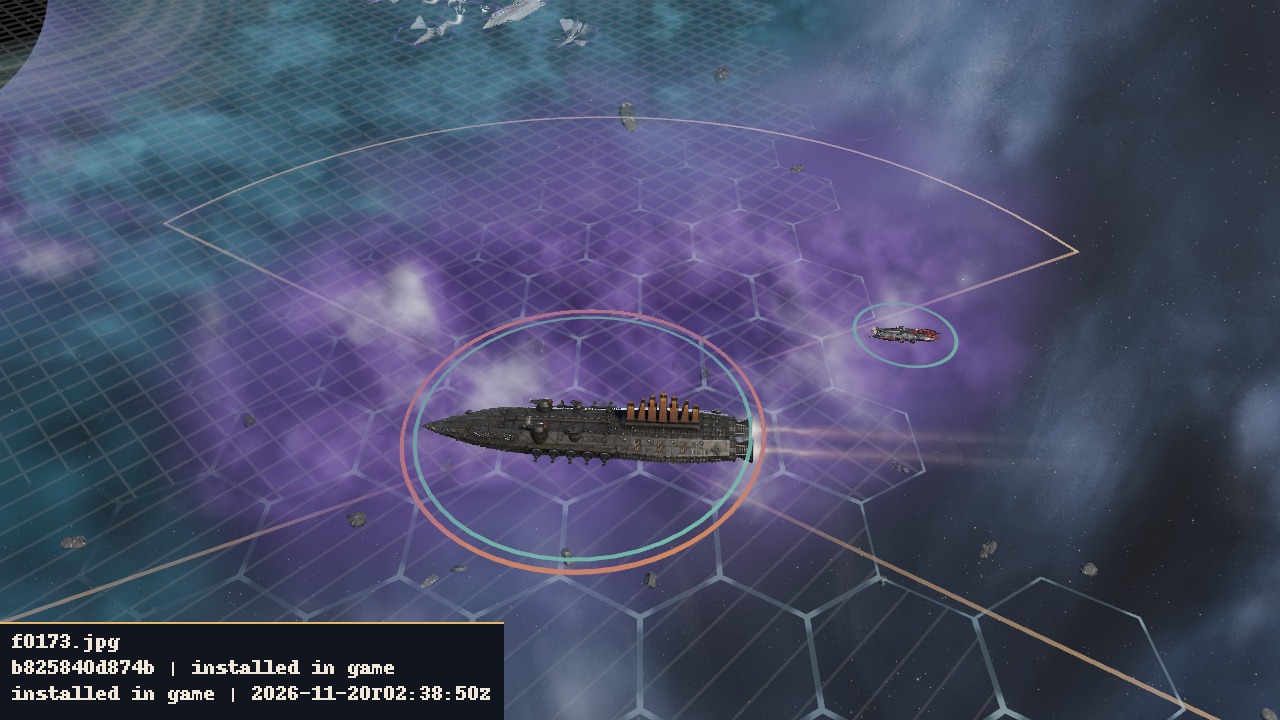 f0173.jpg
b825840d874b | installed in game
installed in game | 2026-11-20T02:38:50Z